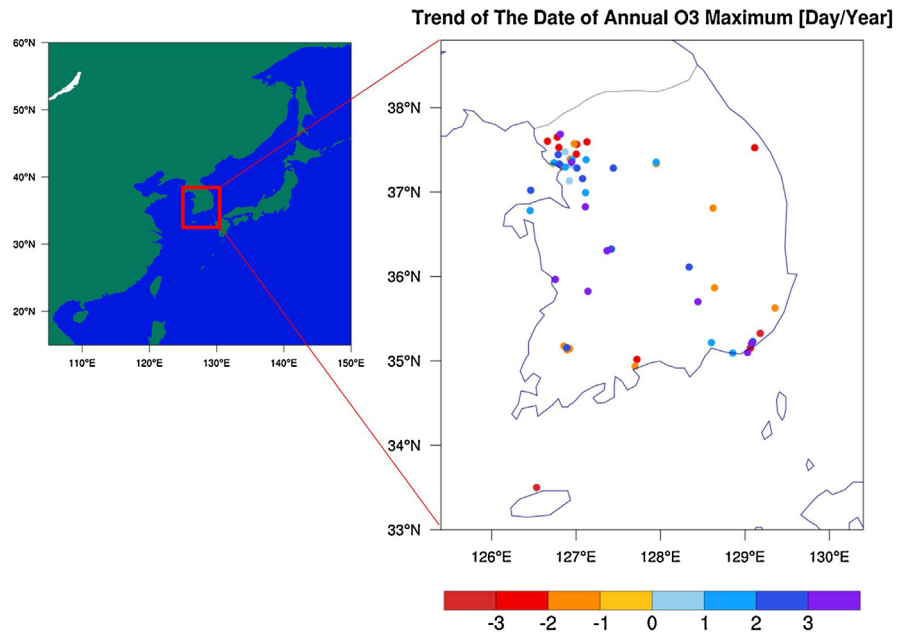 Trend of The Date of Annual O3 Maximum [Day/Year]
60°N
50°N
40°N
30°N
20°N
110°E 120°E 130°E 140°E 150°E
38°N
37°N
36°N
35°N
34°N
33°N
126°E 127°E 128°E 129°E 130°E
-3 -2 -1 0 1 2 3